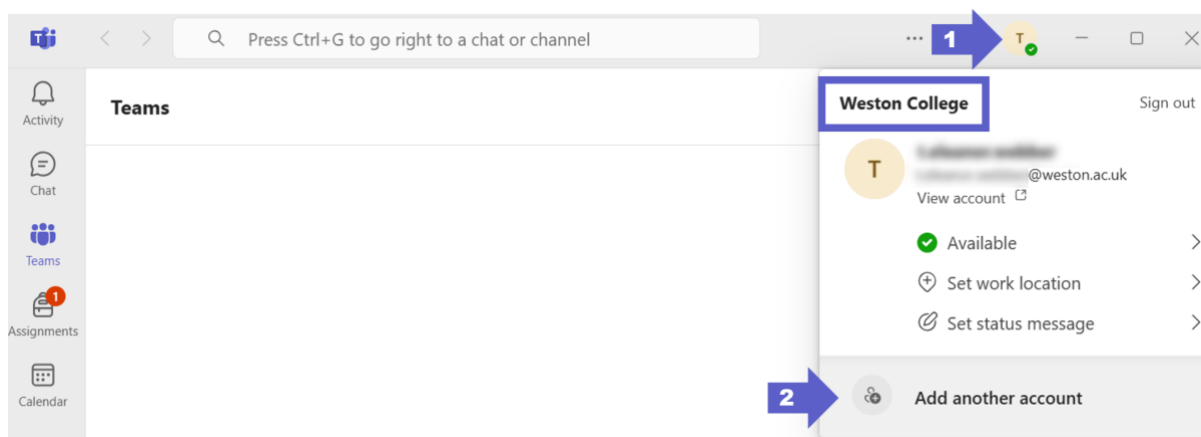 Press Ctrl+G to go right to a chat or channel
1
T
Activity
Teams
Weston College
Sign out
T
@weston.ac.uk
View account
Chat
Available
Teams
Set work location
1
Assignments
Set status message
Calendar
2
Add another account